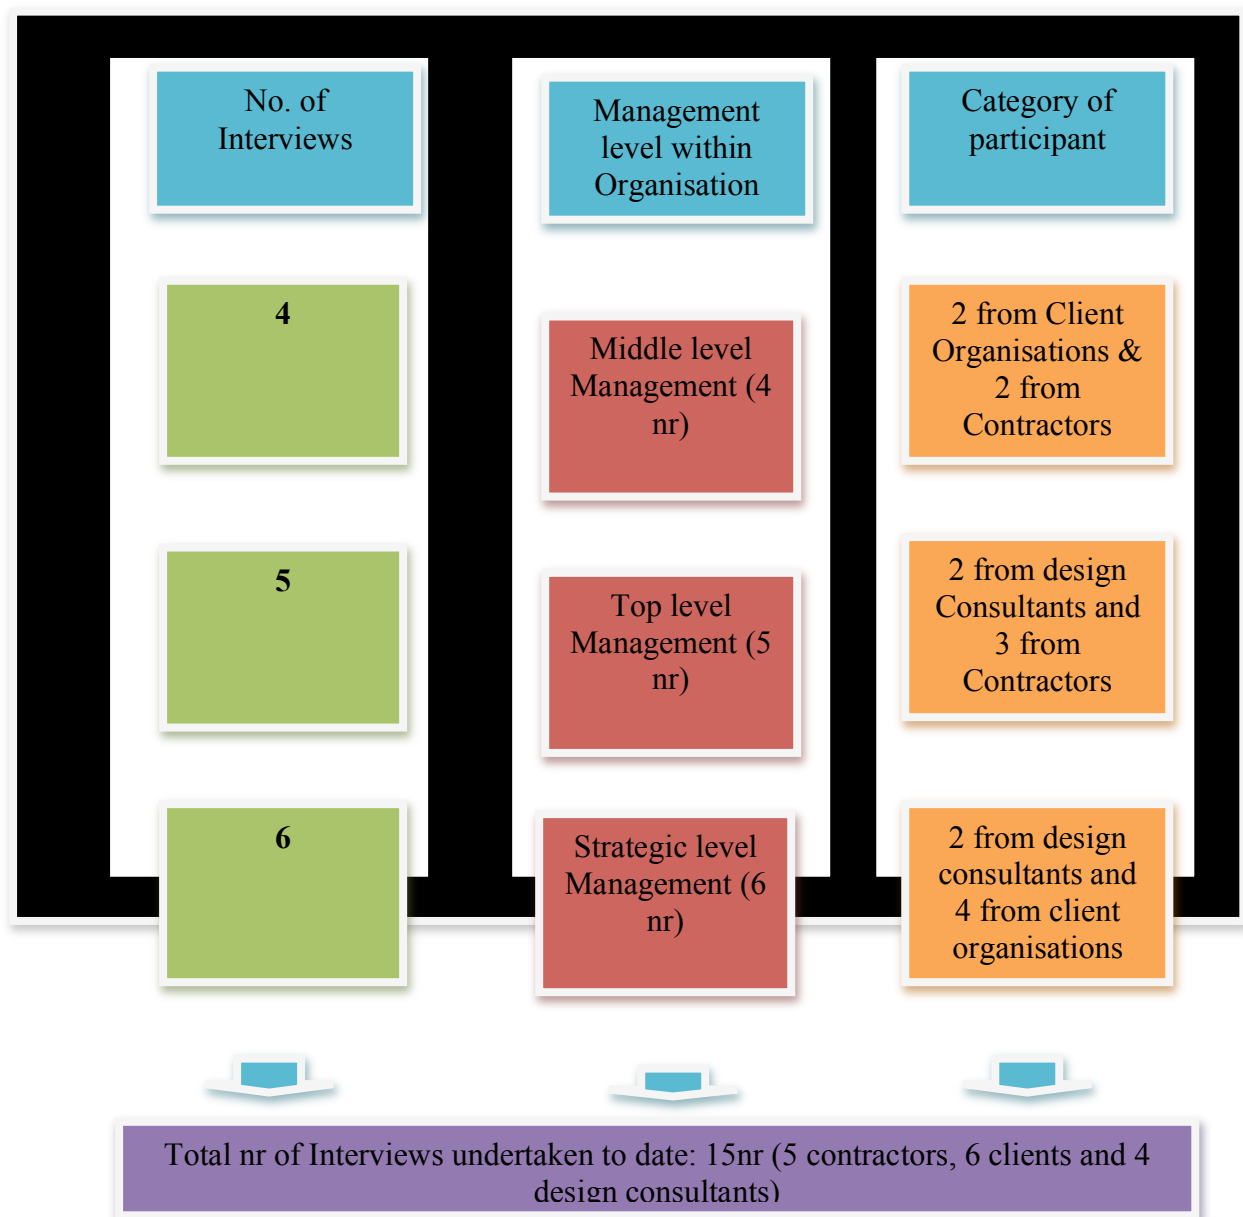 No. of
Interviews
Management
level within
Organisation
Category of
participant
4
Middle level
Management (4
nr)
2 from Client
Organisations &
2 from
Contractors
5
Top level
Management (5
nr)
2 from design
Consultants and
3 from
Contractors
6
Strategic level
Management (6
nr)
2 from design
consultants and
4 from client
organisations
Total nr of Interviews undertaken to date: 15nr (5 contractors, 6 clients and 4
design consultants)